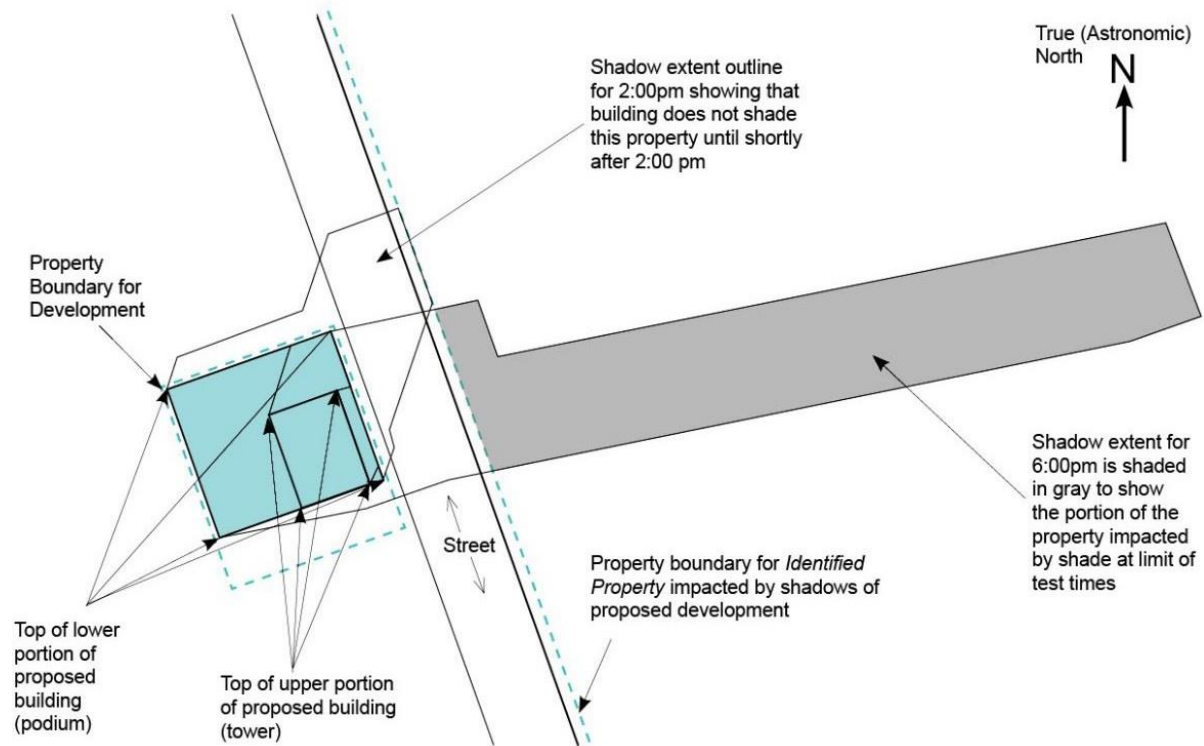 True (Astronomic)
North
N
Shadow extent outline
for 2:00pm showing that
building does not shade
this property until shortly
after 2:00 pm
Property
Boundary for
Development
Shadow extent for
6:00pm is shaded
in gray to show
the portion of the
property impacted
by shade at limit of
test times
Street
Property boundary for Identified
Property impacted by shadows of
proposed development
Top of lower
portion of
proposed
building
(podium)
Top of upper portion
of proposed building
(tower)